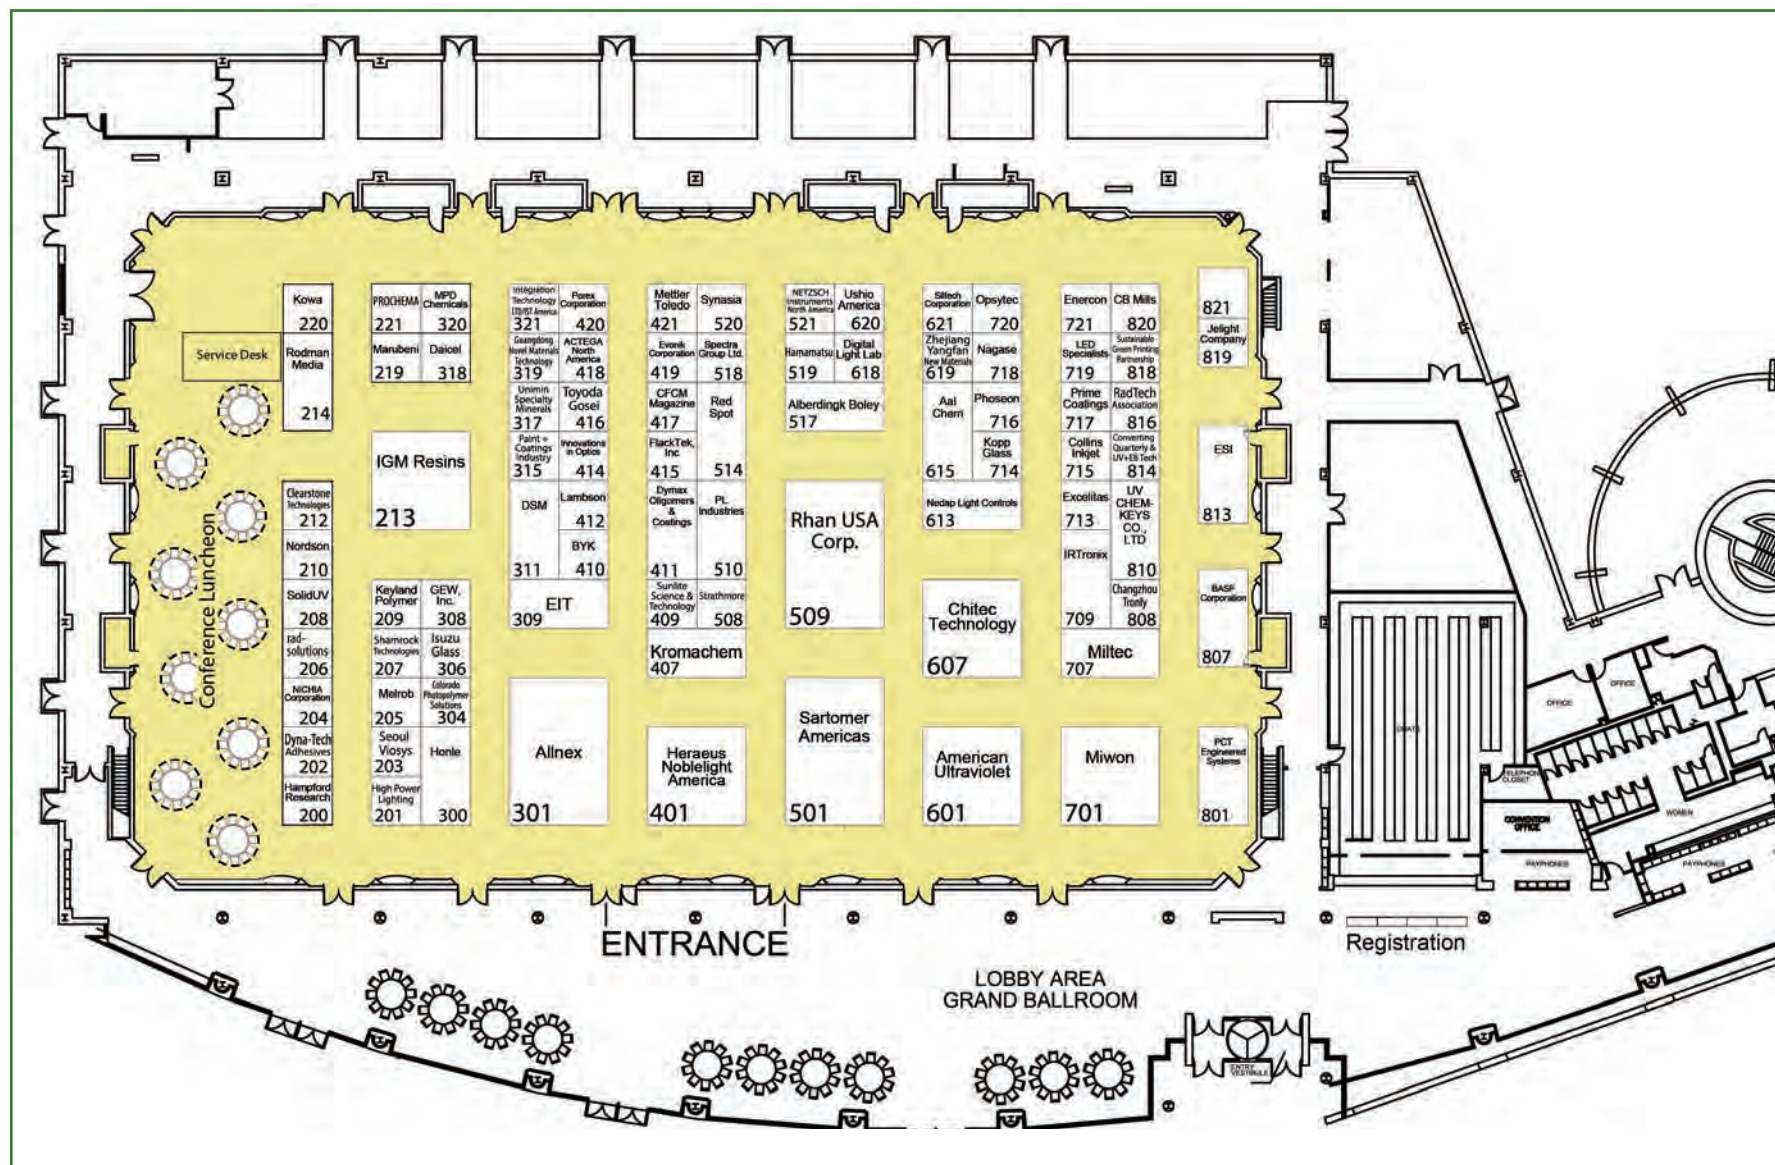 Kowa
220
Service Desk
Rodman
Media
214
Clearstone
Technologies
212
Nordson
210
SolidUV
208
rad-
solutions
206
NICHIA
Corporation
204
Dyna-Tech
Adhesives
202
Hampford
Research
200
Conference Luncheon
PROCHEMA
221
MPD
Chemicals
320
Marubeni
219
Daicel
318
IGM Resins
213
Keyland
Polymer
209
GEW,
Inc.
308
Shamrock
Technologies
207
Isuzu
Glass
306
Melrob
205
Colorado
Photopolymer
Solutions
304
Seoul
Viosys
203
Honle
300
High Power
Lighting
201
Integration
Technology
LTD/IST America
321
Porex
Corporation
420
Guangdong
Novel Materials
Technology
319
ACTEGA
North
America
418
Unimin
Specialty
Minerals
317
Toyoda
Gosei
416
Paint +
Coatings
Industry
315
Innovations
in Optics
414
DSM
311
Lambson
412
BYK
410
EIT
309
Allnex
301
Mettler
Toledo
421
Synasia
520
Evonik
Corporation
419
Spectra
Group Ltd.
518
CFCM
Magazine
417
Red
Spot
514
FlackTek,
Inc
415
Dymax
Oligomers
&
Coatings
411
PL
Industries
510
Sunlite
Science &
Technology
409
Strathmore
508
Kromachem
407
Heraeus
Noblelight
America
401
NETZSCH
Instruments
North America
521
Ushio
America
620
Hamamatsu
519
Digital
Light Lab
618
Alberdingk Boley
517
Rhan USA
Corp.
509
Sartomer
Americas
501
Siltech
Corporation
621
Opsytec
720
Zhejiang
Yangfan
New Materials
619
Nagase
718
Aal
Chem
615
Phoseon
716
Kopp
Glass
714
Nedap Light Controls
613
Chitec
Technology
607
American
Ultraviolet
601
Enercon
721
CB Mills
820
LED
Specialists
719
Sustainable
Green Printing
Partnership
818
Prime
Coatings
717
RadTech
Association
816
Collins
Inkjet
715
Converting
Quarterly &
UV+EB Tech
814
Excelitas
713
UV
CHEM-
KEYS
CO.,
LTD
810
IRTronix
709
Changzhou
Tronly
808
Miltec
707
Miwon
701
821
Jelight
Company
819
ESI
813
BASF
Corporation
807
PCT
Engineered
Systems
801
ENTRANCE
LOBBY AREA
GRAND BALLROOM
Registration
ENTRY
VESTIBULE
OFFICE
OFFICE
CONVENTION
OFFICE
WOMEN
PAYPHONES
PAYPHONES